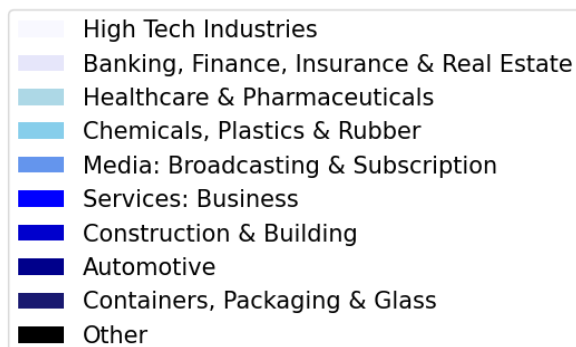 High Tech Industries
Banking, Finance, Insurance & Real Estate
Healthcare & Pharmaceuticals
Chemicals, Plastics & Rubber
Media: Broadcasting & Subscription
Services: Business
Construction & Building
Automotive
Containers, Packaging & Glass
Other